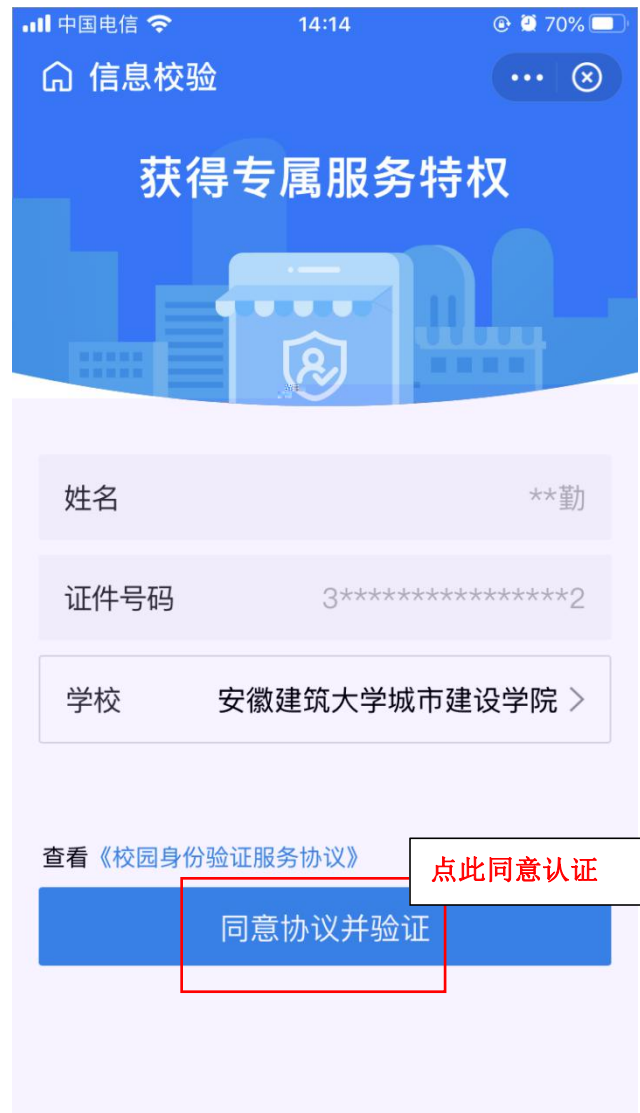 中国电信 14:14 70%
信息校验
获得专属服务特权
姓名 **勤
证件号码 3****************2
学校 安徽建筑大学城市建设学院
查看《校园身份验证服务协议》
点此同意认证
同意协议并验证